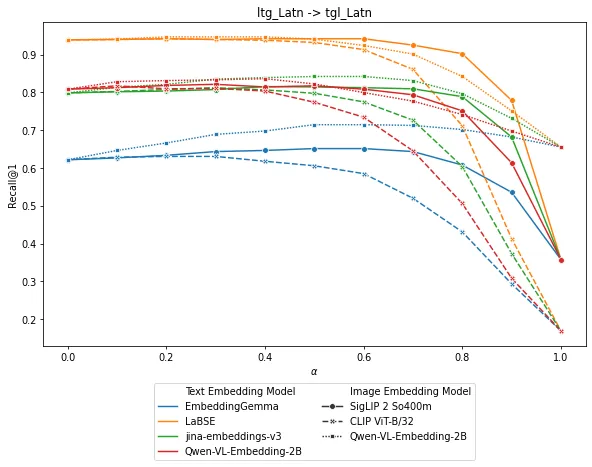 ltg_Latn -> tgl_Latn
Recall@1
0.9
0.8
0.7
0.6
0.5
0.4
0.3
0.2
0.0 0.2 0.4 0.6 0.8 1.0
α
Text Embedding Model Image Embedding Model
EmbeddingGemma SigLIP 2 So400m
LaBSE CLIP ViT-B/32
jina-embeddings-v3 Qwen-VL-Embedding-2B
Qwen-VL-Embedding-2B